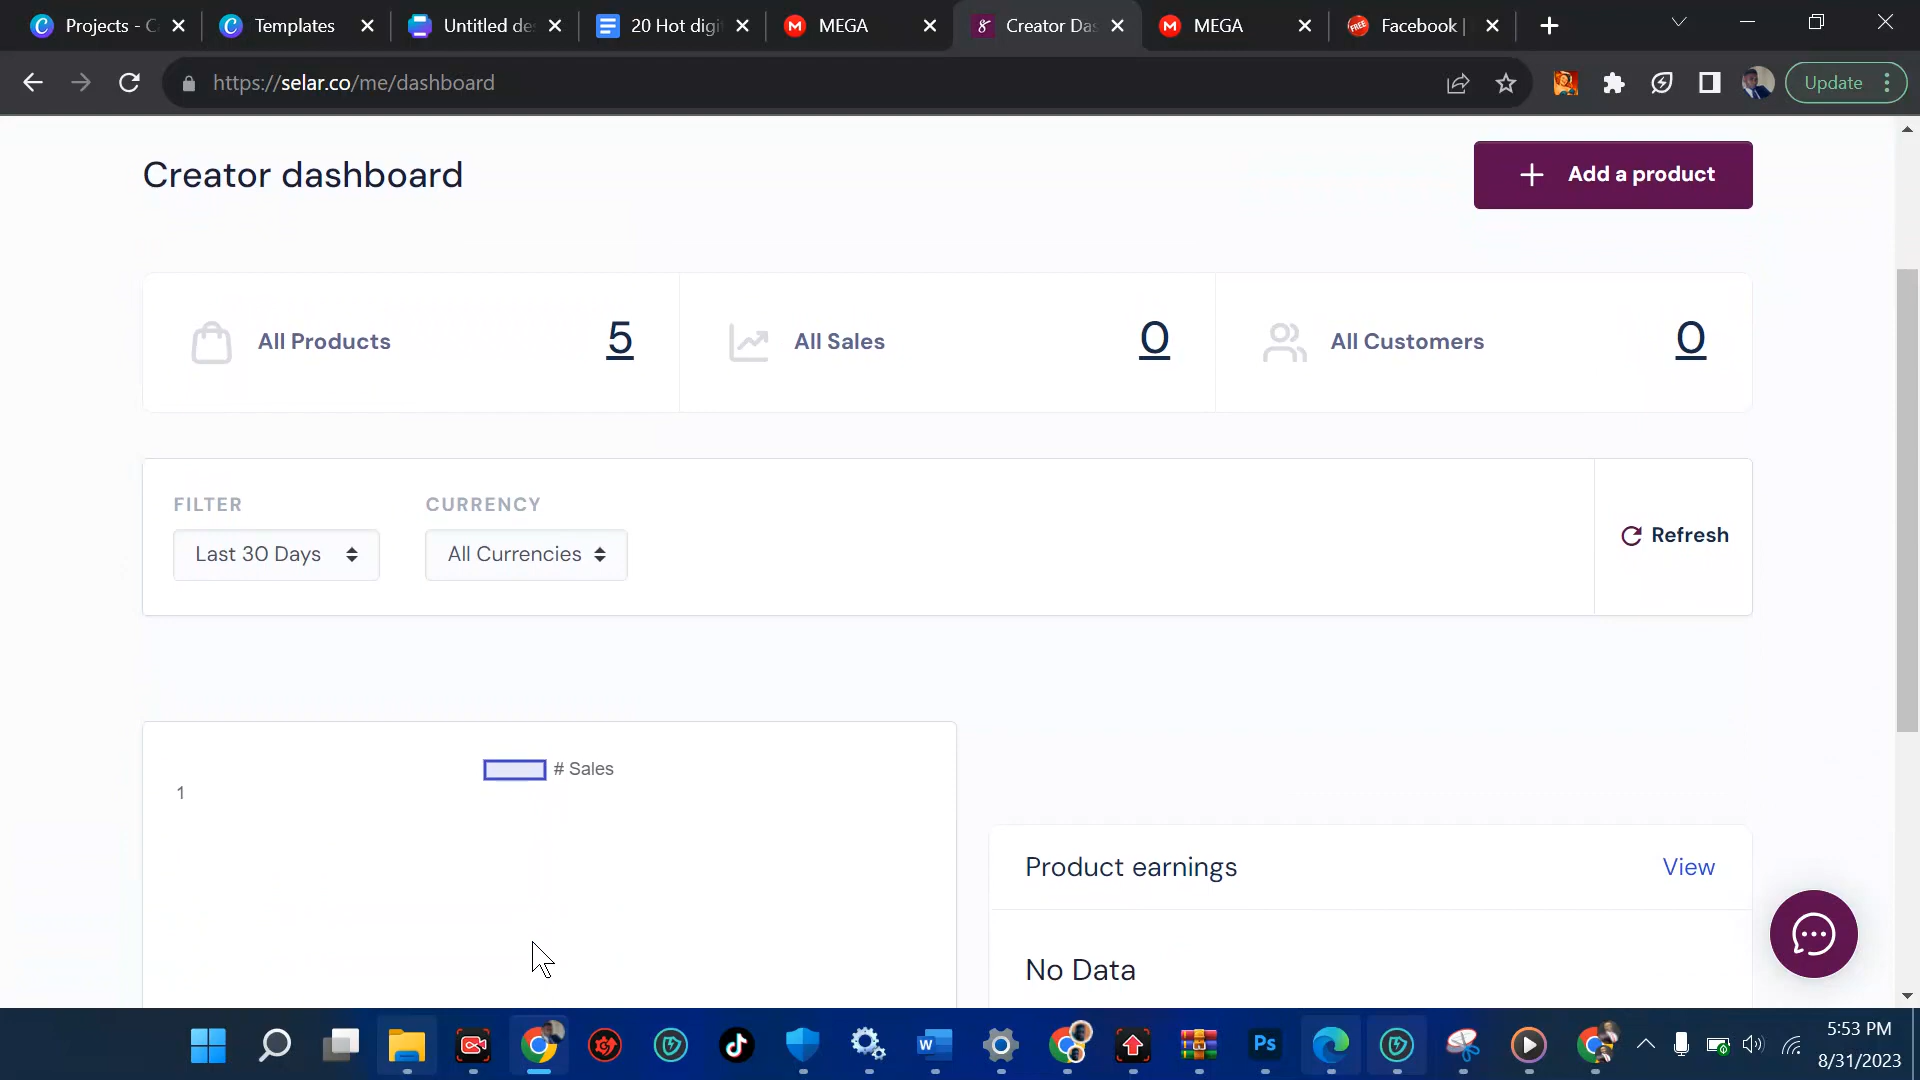 Projects - C
Templates
Untitled de
20 Hot digi
MEGA
Creator Das
MEGA
Facebook |
https://selar.co/me/dashboard
Update
Creator dashboard
Add a product
All Products 5
All Sales 0
All Customers 0
FILTER
CURRENCY
Last 30 Days
All Currencies
Refresh
# Sales
1
Product earnings
View
No Data
5:53 PM
8/31/2023